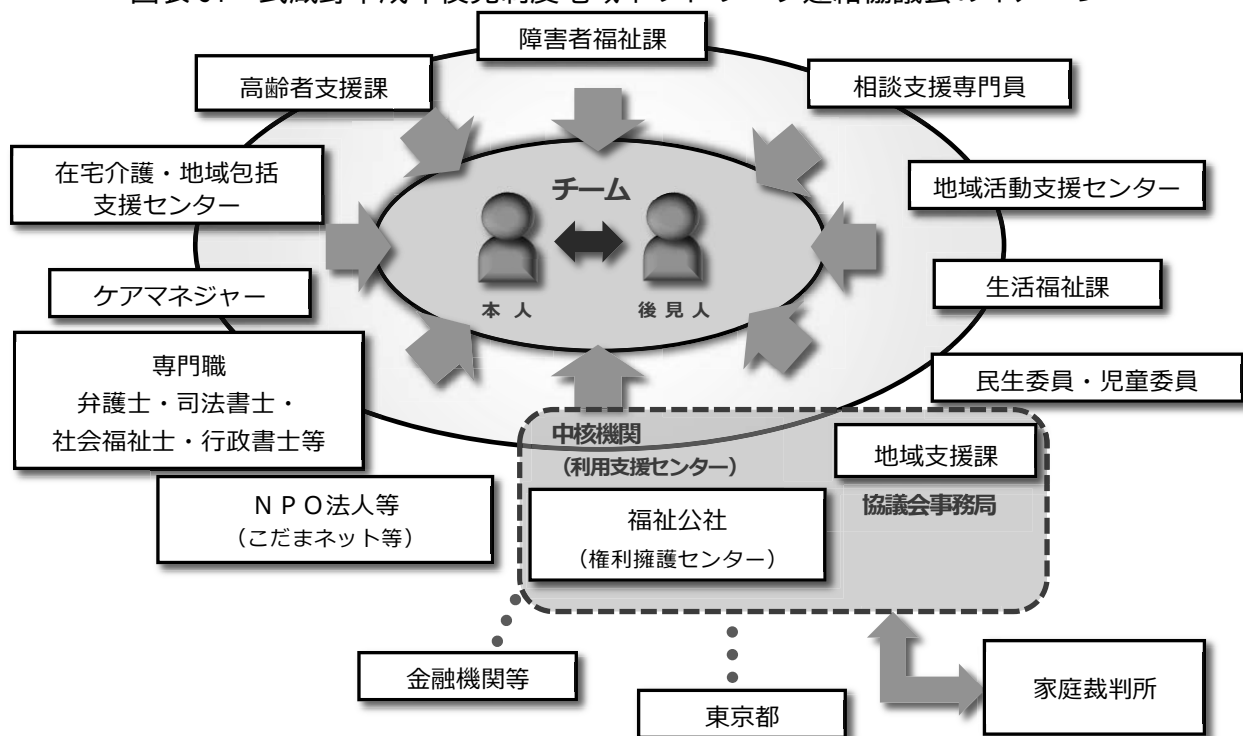 障害者福祉課
高齢者支援課
相談支援専門員
在宅介護・地域包括
支援センター
チーム
地域活動支援センター
ケアマネジャー
本人
後見人
生活福祉課
専門職
弁護士・司法書士・
社会福祉士・行政書士等
民生委員・児童委員
中核機関
（利用支援センター）
地域支援課
ＮＰＯ法人等
（こだまネット等）
福祉公社
（権利擁護センター）
協議会事務局
金融機関等
東京都
家庭裁判所